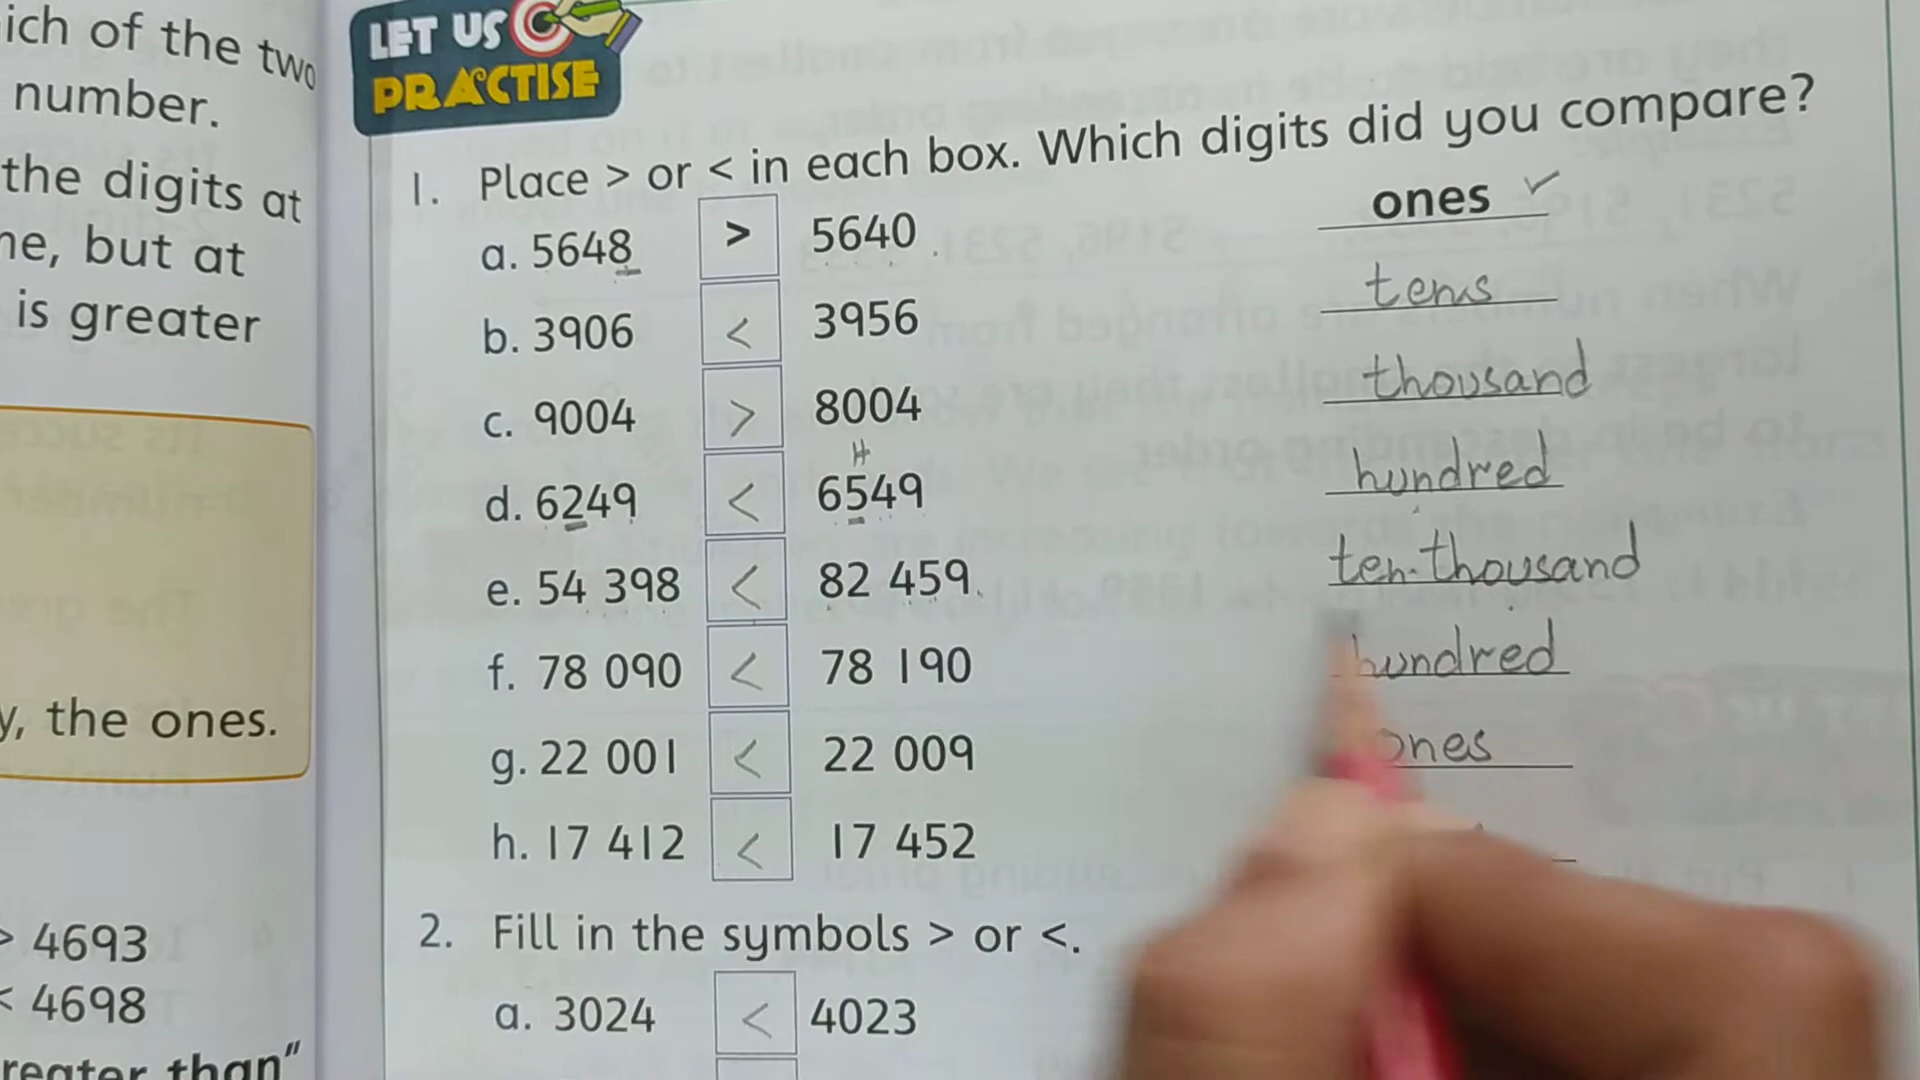 ich of the two
number.
the digits at
ne, but at
is greater
y, the ones.
> 4693
< 4698
reater than"
LET US
PRACTISE
1. Place > or < in each box. Which digits did you compare?
a. 5648 > 5640 ones ✓
b. 3906 < 3956 tens
c. 9004 > 8004 thousand
H
d. 6249 < 6549 hundred
e. 54 398 < 82 459 ten thousand
f. 78 090 < 78 190 hundred
g. 22 001 < 22 009 ones
h. 17 412 < 17 452
2. Fill in the symbols > or <.
a. 3024 < 4023